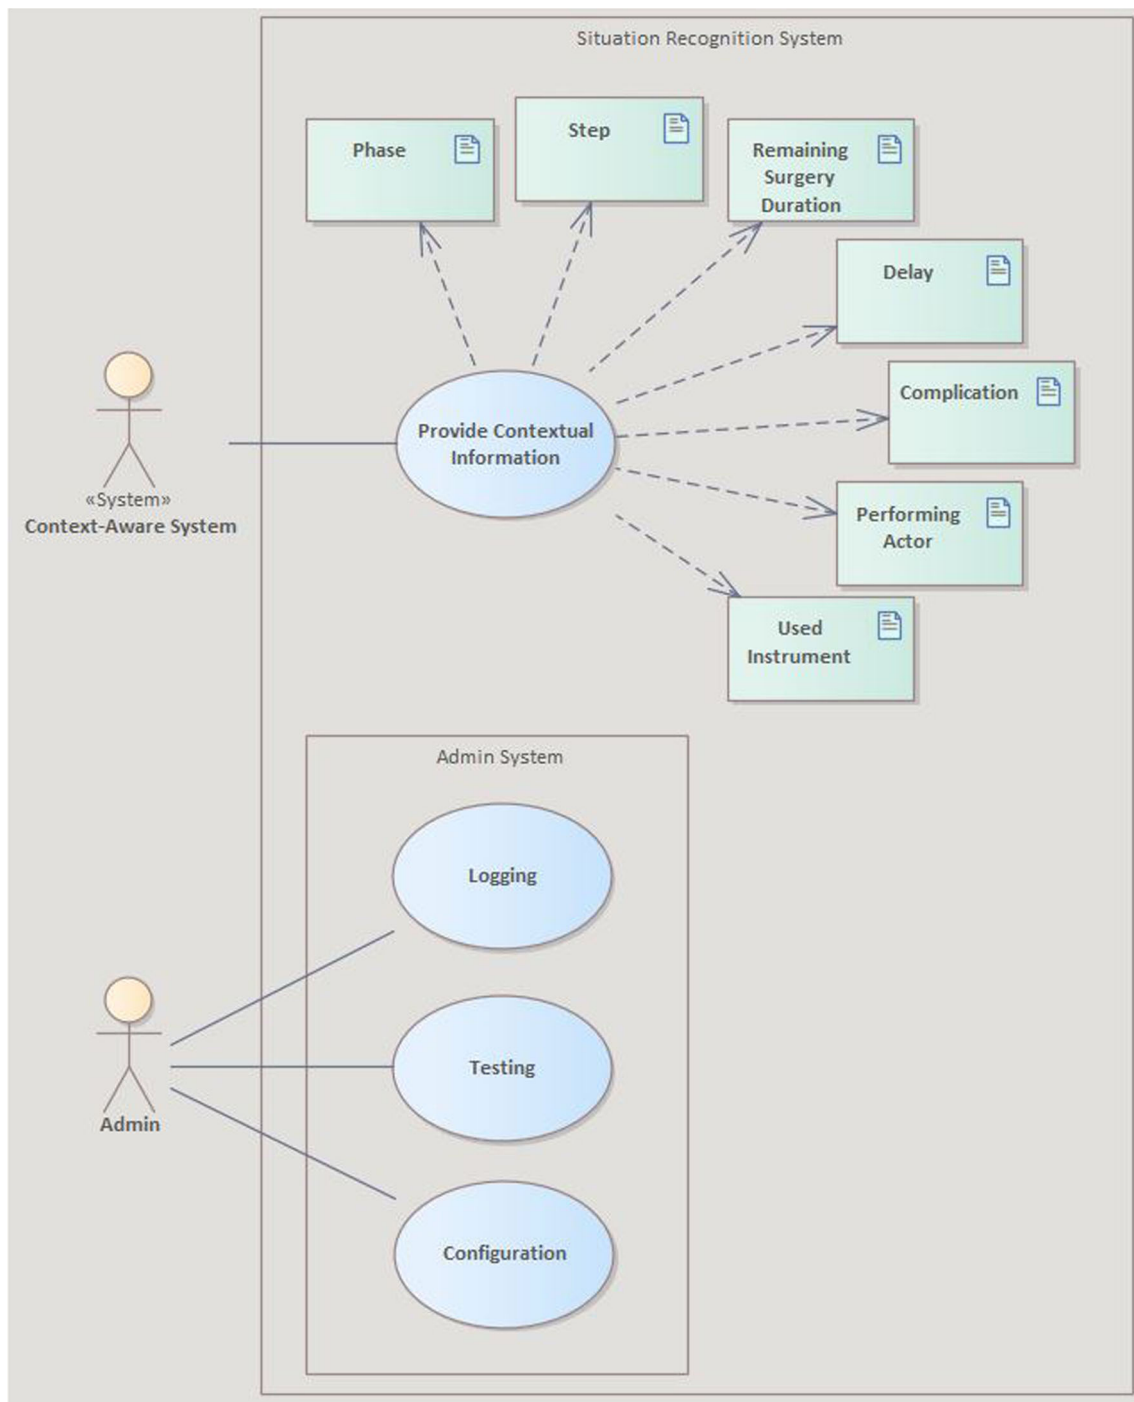 Situation Recognition System
Phase
Step
Remaining
Surgery
Duration
Delay
Complication
Provide Contextual
Information
«System»
Context-Aware System
Performing
Actor
Used
Instrument
Admin System
Logging
Testing
Admin
Configuration